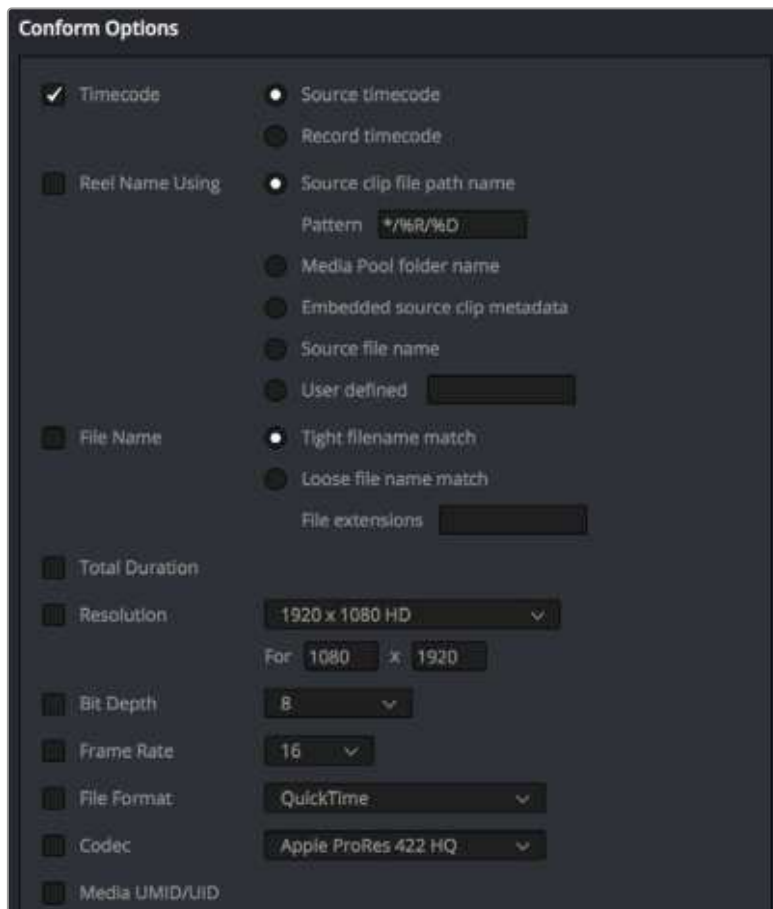 Conform Options
Timecode Source timecode
Record timecode
Reel Name Using Source clip file path name
Pattern */%R/%D
Media Pool folder name
Embedded source clip metadata
Source file name
User defined
File Name Tight filename match
Loose file name match
File extensions
Total Duration
Resolution 1920 x 1080 HD
For 1080 x 1920
Bit Depth 8
Frame Rate 16
File Format QuickTime
Codec Apple ProRes 422 HQ
Media UMID/UID